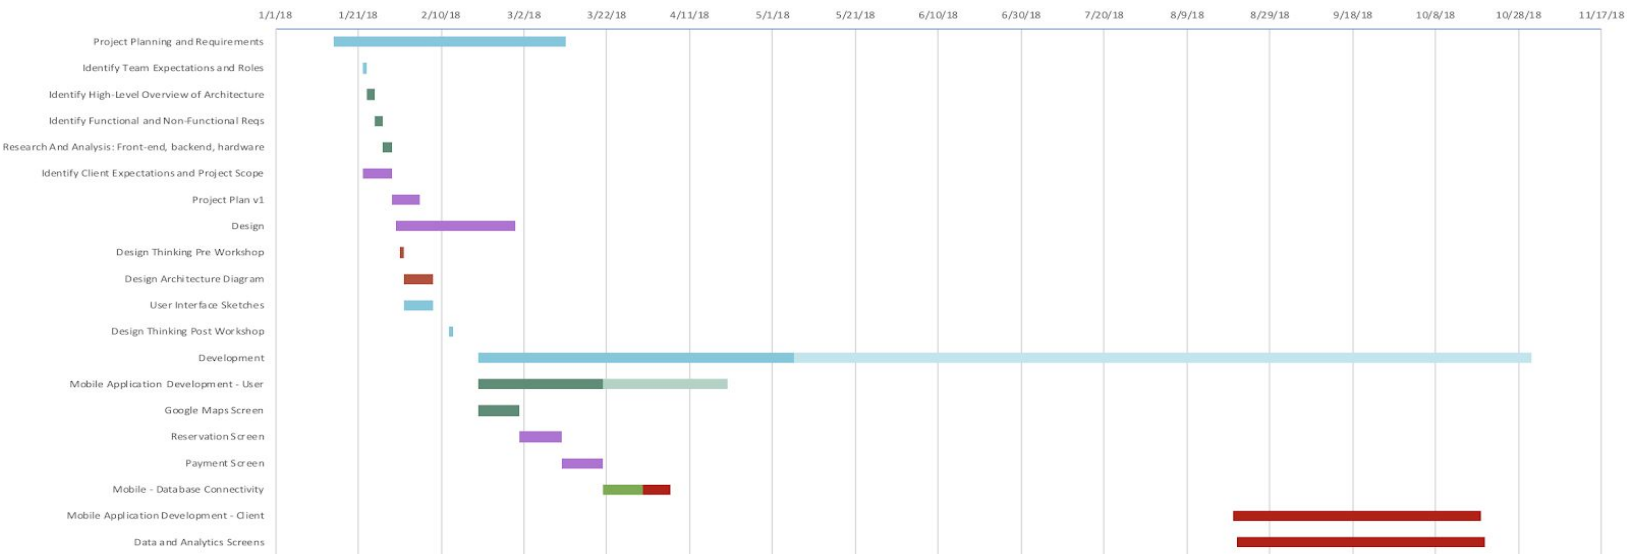 1/1/18 1/21/18 2/10/18 3/2/18 3/22/18 4/11/18 5/1/18 5/21/18 6/10/18 6/30/18 7/20/18 8/9/18 8/29/18 9/18/18 10/8/18 10/28/18 11/17/18
Project Planning and Requirements
Identify Team Expectations and Roles
Identify High-Level Overview of Architecture
Identify Functional and Non-Functional Reqs
Research And Analysis: Front-end, backend, hardware
Identify Client Expectations and Project Scope
Project Plan v1
Design
Design Thinking Pre Workshop
Design Architecture Diagram
User Interface Sketches
Design Thinking Post Workshop
Development
Mobile Application Development - User
Google Maps Screen
Reservation Screen
Payment Screen
Mobile - Database Connectivity
Mobile Application Development - Client
Data and Analytics Screens